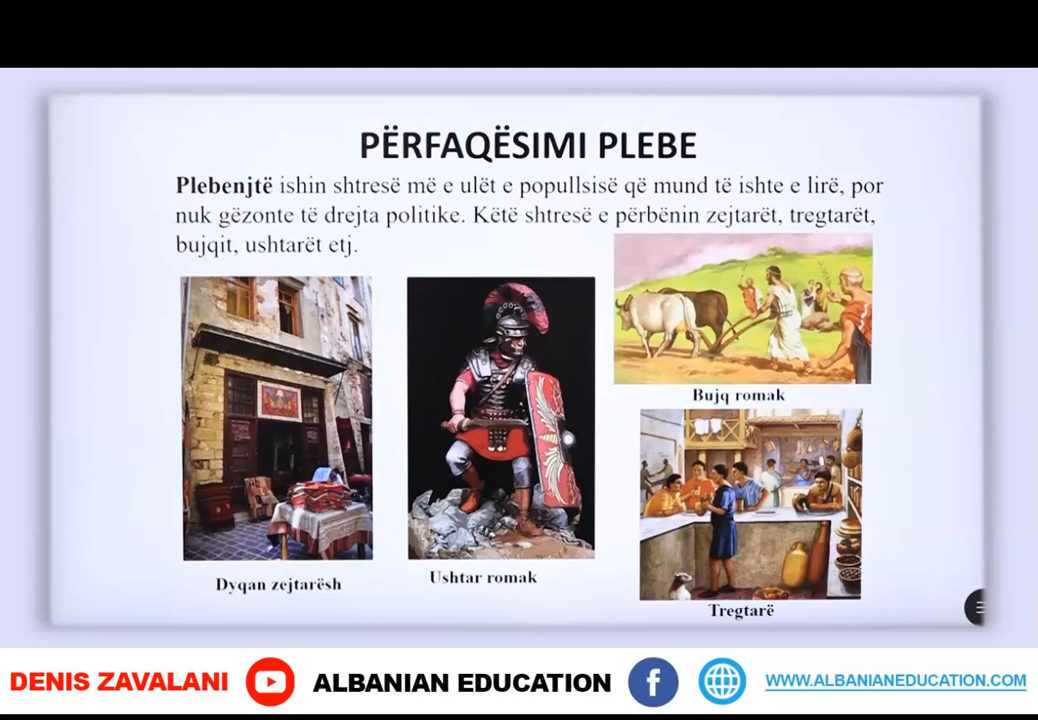 PËRFAQËSIMI PLEBE
Plebenjtë ishin shtresë më e ulët e popullsisë që mund të ishte e lirë, por
nuk gëzonte të drejta politike. Këtë shtresë e përbënin zejtarët, tregtarët,
bujqit, ushtarët etj.
Bujq romak
Dyqan zejtarësh
Ushtar romak
Tregtarë
DENIS ZAVALANI
ALBANIAN EDUCATION
f
WWW.ALBANIANEDUCATION.COM